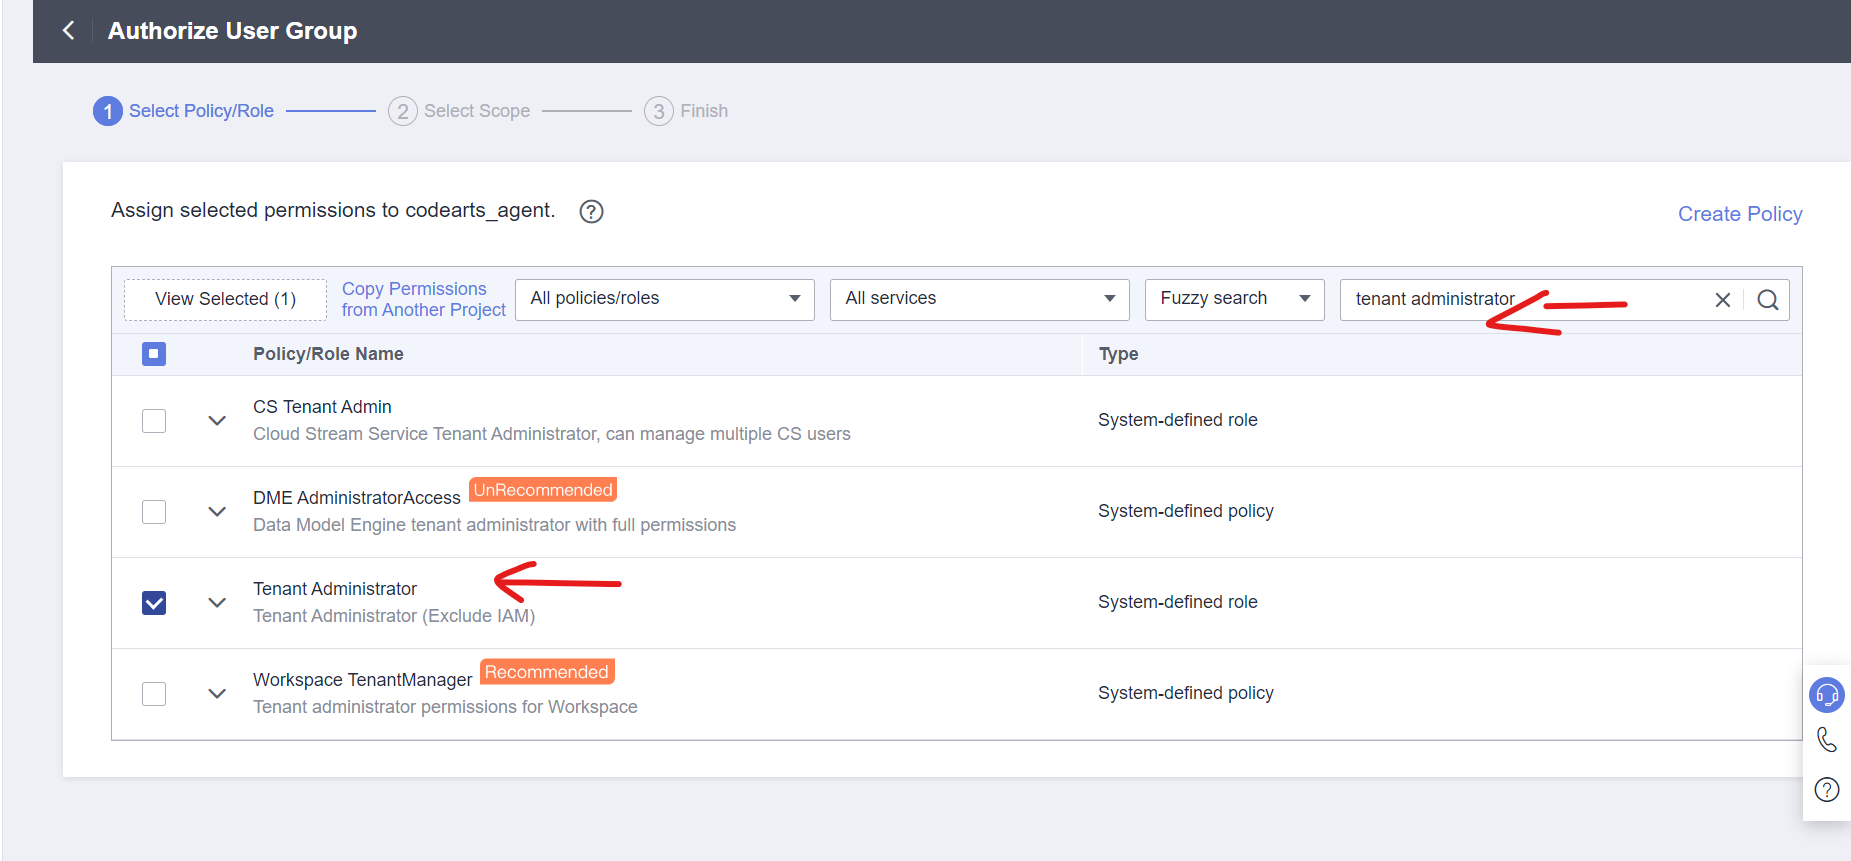 Authorize User Group
1 Select Policy/Role 2 Select Scope 3 Finish
Assign selected permissions to codearts_agent. ?
Create Policy
View Selected (1)
Copy Permissions
from Another Project
All policies/roles
All services
Fuzzy search
tenant administrator
Policy/Role Name
Type
CS Tenant Admin
Cloud Stream Service Tenant Administrator, can manage multiple CS users
System-defined role
DME AdministratorAccess UnRecommended
Data Model Engine tenant administrator with full permissions
System-defined policy
Tenant Administrator
Tenant Administrator (Exclude IAM)
System-defined role
Workspace TenantManager Recommended
Tenant administrator permissions for Workspace
System-defined policy
?